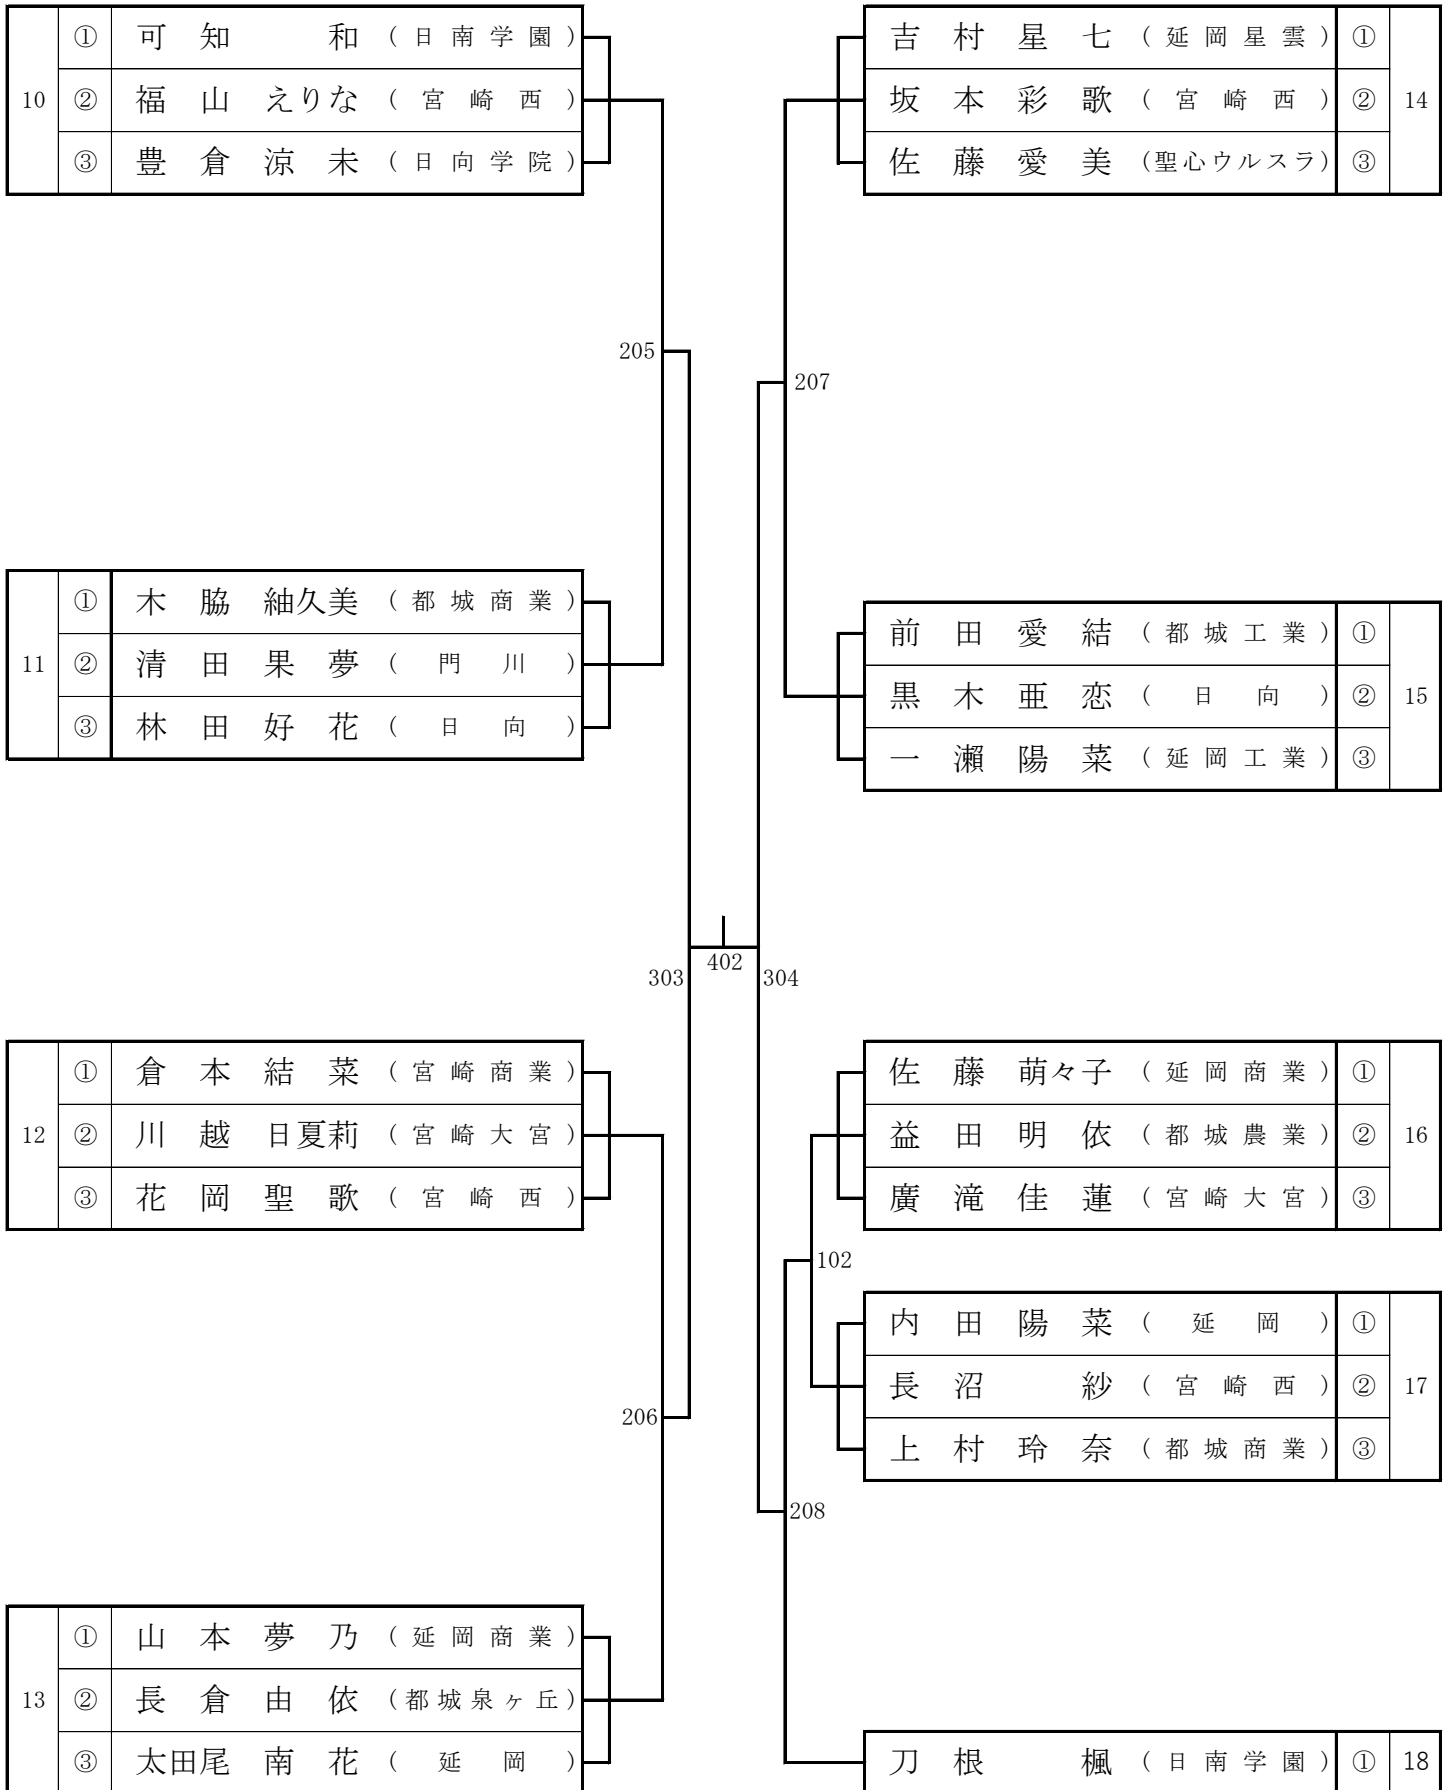 10
① 可知 和 (日南学園)
② 福山 えりな (宮崎西)
③ 豊倉 涼未 (日向学院)
205
11
① 木脇 紬久美 (都城商業)
② 清田 果夢 (門川)
③ 林田 好花 (日向)
303
12
① 倉本 結菜 (宮崎商業)
② 川越 日夏莉 (宮崎大宮)
③ 花岡 聖歌 (宮崎西)
206
13
① 山本 夢乃 (延岡商業)
② 長倉 由依 (都城泉ヶ丘)
③ 太田尾 南花 (延岡)
402
吉村 星七 (延岡星雲) ①
坂本 彩歌 (宮崎西) ②
佐藤 愛美 (聖心ウルスラ) ③
14
207
前田 愛結 (都城工業) ①
黒木 亜恋 (日向) ②
一瀬 陽菜 (延岡工業) ③
15
304
佐藤 萌々子 (延岡商業) ①
益田 明依 (都城農業) ②
廣滝 佳蓮 (宮崎大宮) ③
16
102
内田 陽菜 (延岡) ①
長沼 紗 (宮崎西) ②
上村 玲奈 (都城商業) ③
17
208
刀根 楓 (日南学園) ①
18